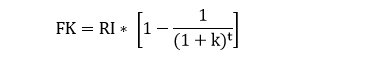 FK = RI ∗ [1 − 1/(1 + k)ᵗ]